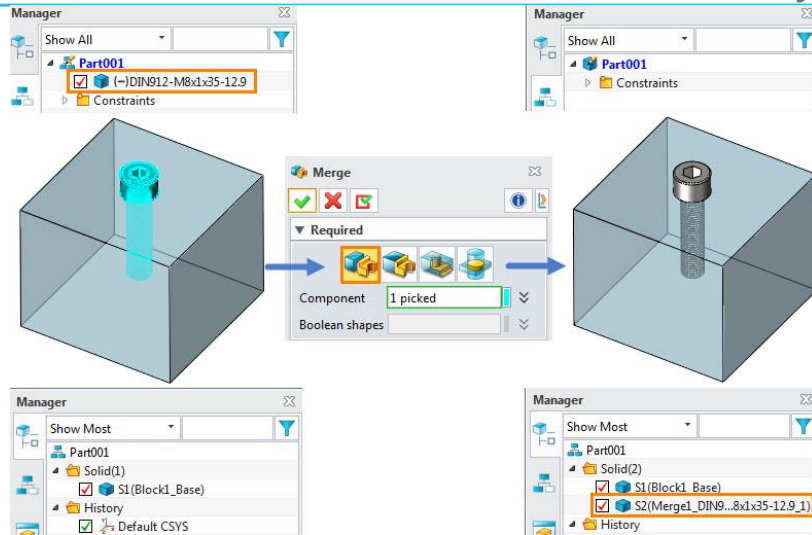 Manager
Show All
Part001
(-)DIN912-M8x1x35-12.9
Constraints
Manager
Show All
Part001
Constraints
Merge
Required
Component 1 picked
Boolean shapes
Manager
Show Most
Part001
Solid(1)
S1(Block1_Base)
History
Default CSYS
Manager
Show Most
Part001
Solid(2)
S1(Block1_Base)
S2(Merge1_DIN9...8x1x35-12.9_1)
History